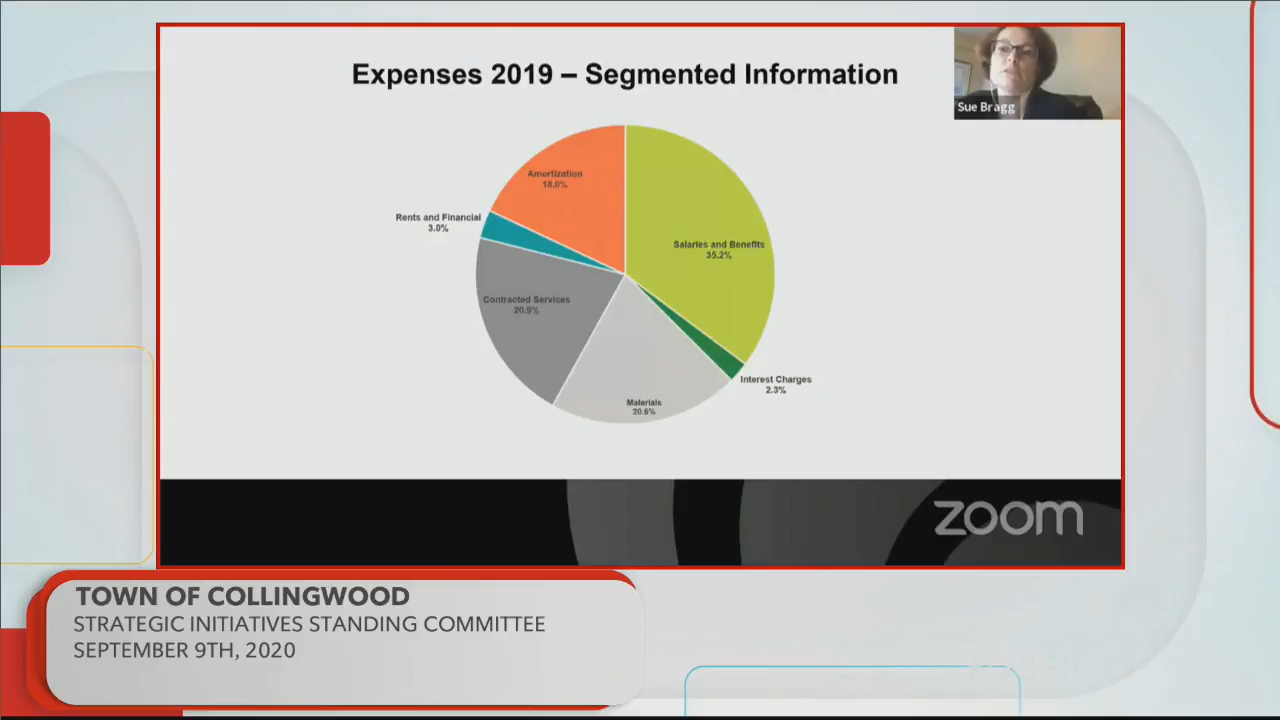 Expenses 2019 – Segmented Information
Sue Bragg
Amortization
18.0%
Rents and Financial
3.0%
Salaries and Benefits
35.2%
Contracted Services
20.9%
Interest Charges
2.3%
Materials
20.6%
zoom
TOWN OF COLLINGWOOD
STRATEGIC INITIATIVES STANDING COMMITTEE
SEPTEMBER 9TH, 2020